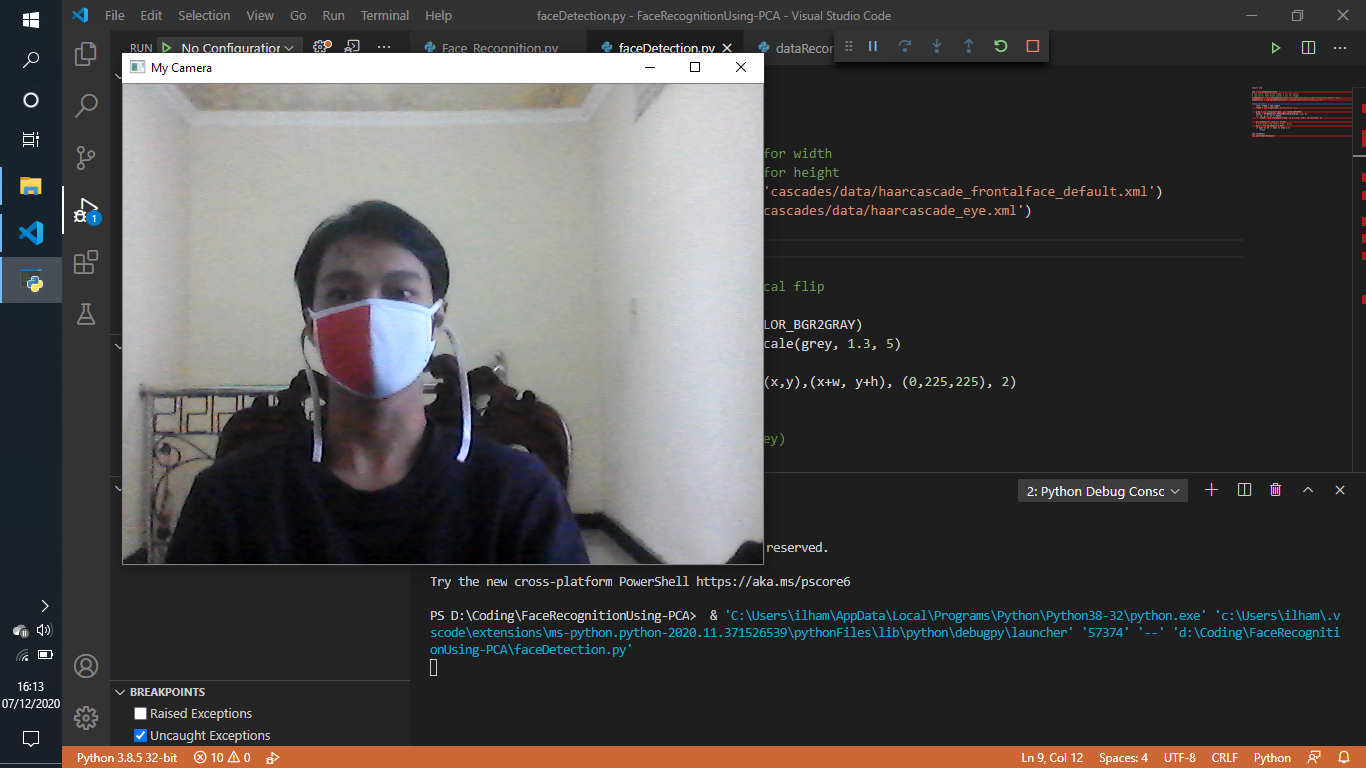 File Edit Selection View Go Run Terminal Help
faceDetection.py - FaceRecognitionUsing-PCA - Visual Studio Code
RUN No Configuration
Face_Recognition.py
faceDetection.py
dataRecor
My Camera
for width
for height
'cascades/data/haarcascade_frontalface_default.xml')
cascades/data/haarcascade_eye.xml')
cal flip
LOR_BGR2GRAY)
cale(grey, 1.3, 5)
(x,y),(x+w, y+h), (0,225,225), 2)
ey)
1
2: Python Debug Consc
reserved.
Try the new cross-platform PowerShell https://aka.ms/pscore6
PS D:\Coding\FaceRecognitionUsing-PCA>  & 'C:\Users\ilham\AppData\Local\Programs\Python\Python38-32\python.exe' 'c:\Users\ilham\.v
scode\extensions\ms-python.python-2020.11.371526539\pythonFiles\lib\python\debugpy\launcher' '57374' '--' 'd:\Coding\FaceRecogniti
onUsing-PCA\faceDetection.py'
BREAKPOINTS
Raised Exceptions
Uncaught Exceptions
16:13
07/12/2020
Python 3.8.5 32-bit 10 0
Ln 9, Col 12 Spaces: 4 UTF-8 CRLF Python